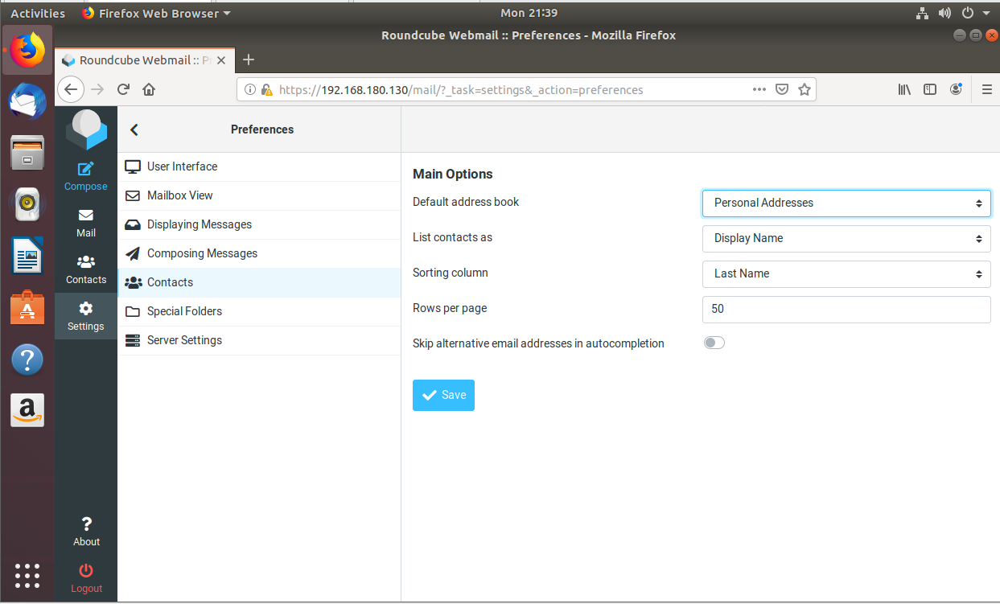 Activities Firefox Web Browser Mon 21:39
Roundcube Webmail :: Preferences - Mozilla Firefox
Roundcube Webmail :: P
https://192.168.180.130/mail/?_task=settings&_action=preferences
Compose
Mail
Contacts
Settings
About
Logout
Preferences
User Interface
Mailbox View
Displaying Messages
Composing Messages
Contacts
Special Folders
Server Settings
Main Options
Default address book Personal Addresses
List contacts as Display Name
Sorting column Last Name
Rows per page 50
Skip alternative email addresses in autocompletion
Save